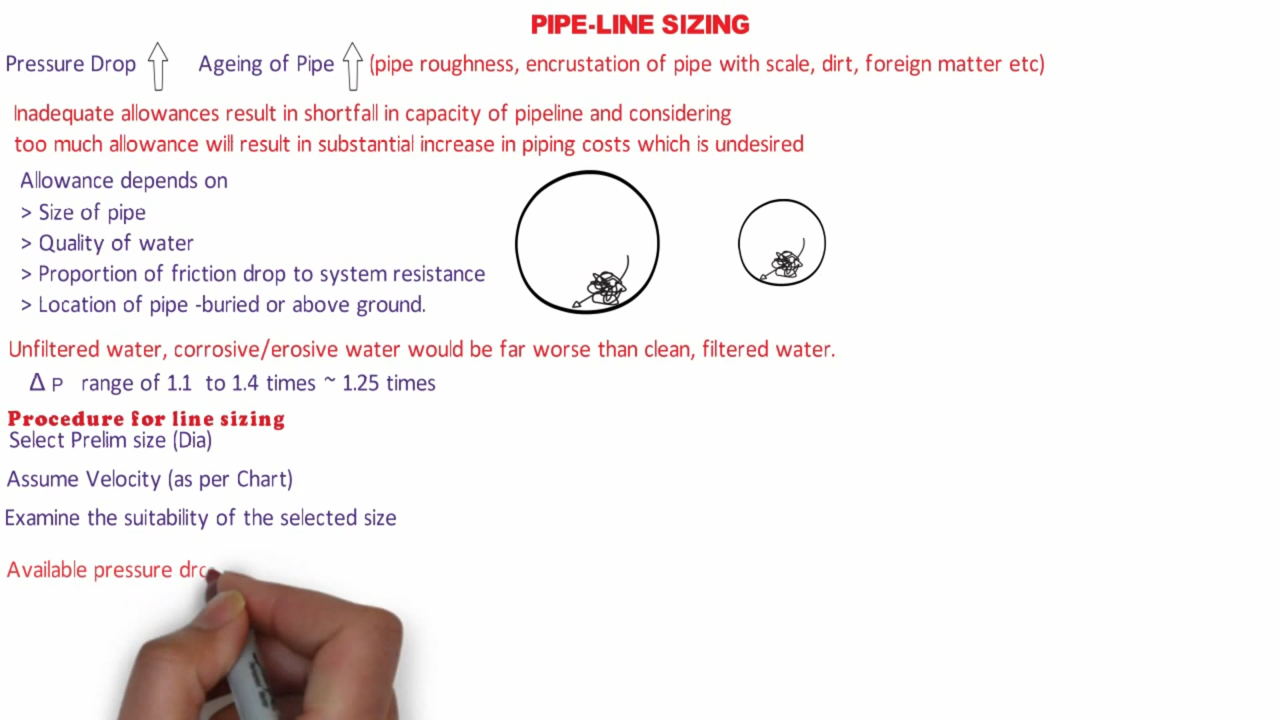 PIPE-LINE SIZING
Pressure Drop Ageing of Pipe (pipe roughness, encrustation of pipe with scale, dirt, foreign matter etc)
Inadequate allowances result in shortfall in capacity of pipeline and considering
too much allowance will result in substantial increase in piping costs which is undesired
Allowance depends on
> Size of pipe
> Quality of water
> Proportion of friction drop to system resistance
> Location of pipe -buried or above ground.
Unfiltered water, corrosive/erosive water would be far worse than clean, filtered water.
Δ P range of 1.1 to 1.4 times ~ 1.25 times
Procedure for line sizing
Select Prelim size (Dia)
Assume Velocity (as per Chart)
Examine the suitability of the selected size
Available pressure dro